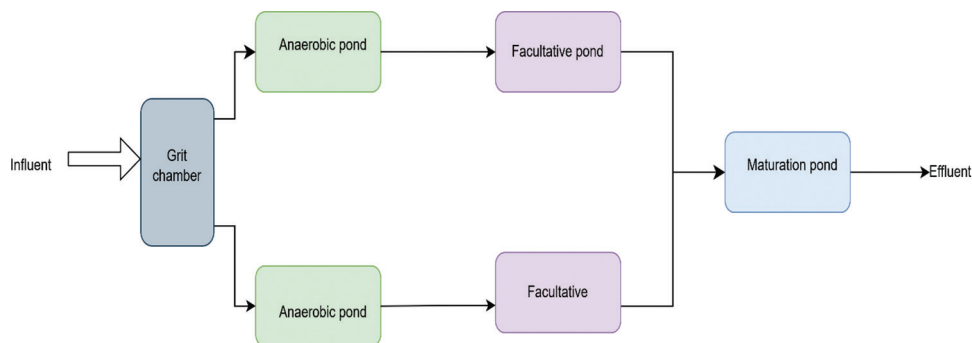 Anaerobic pond
Facultative pond
Influent
Grit
chamber
Maturation pond
Effluent
Anaerobic pond
Facultative